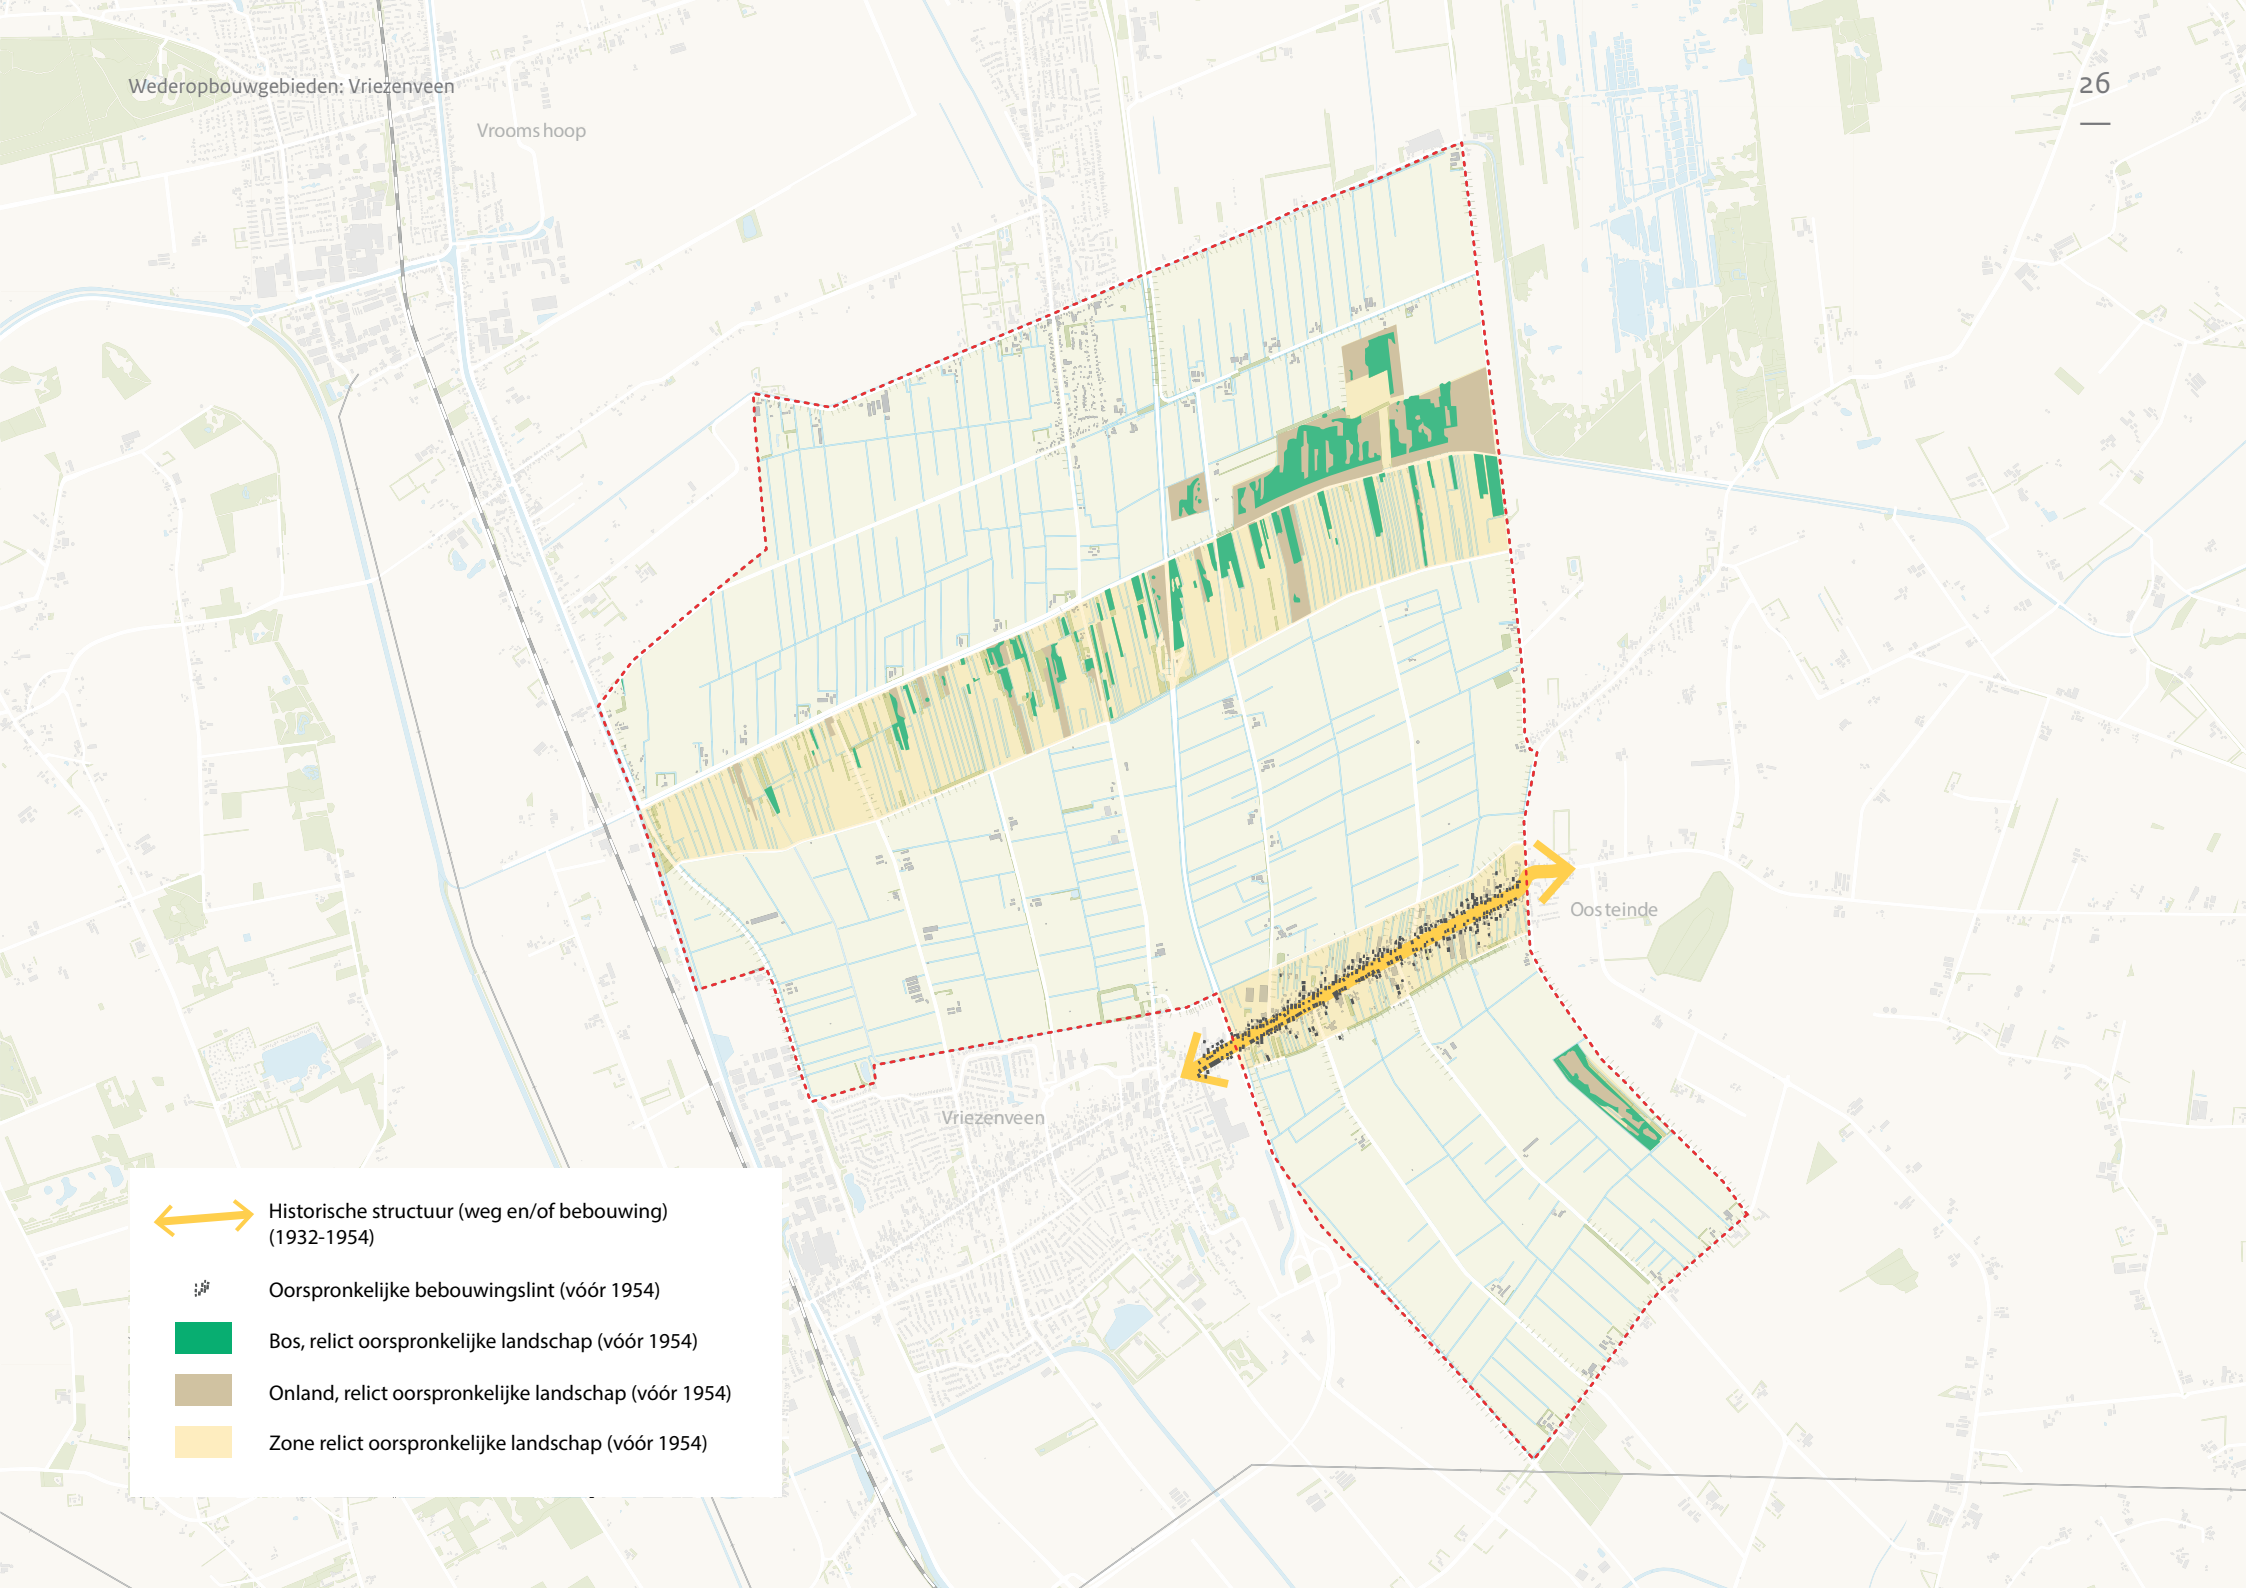 Wederopbouwgebieden: Vriezenveen
26
Vroomshoop
Oosteinde
Vriezenveen
Historische structuur (weg en/of bebouwing)
(1932-1954)
Oorspronkelijke bebouwingslint (vóór 1954)
Bos, relict oorspronkelijke landschap (vóór 1954)
Onland, relict oorspronkelijke landschap (vóór 1954)
Zone relict oorspronkelijke landschap (vóór 1954)